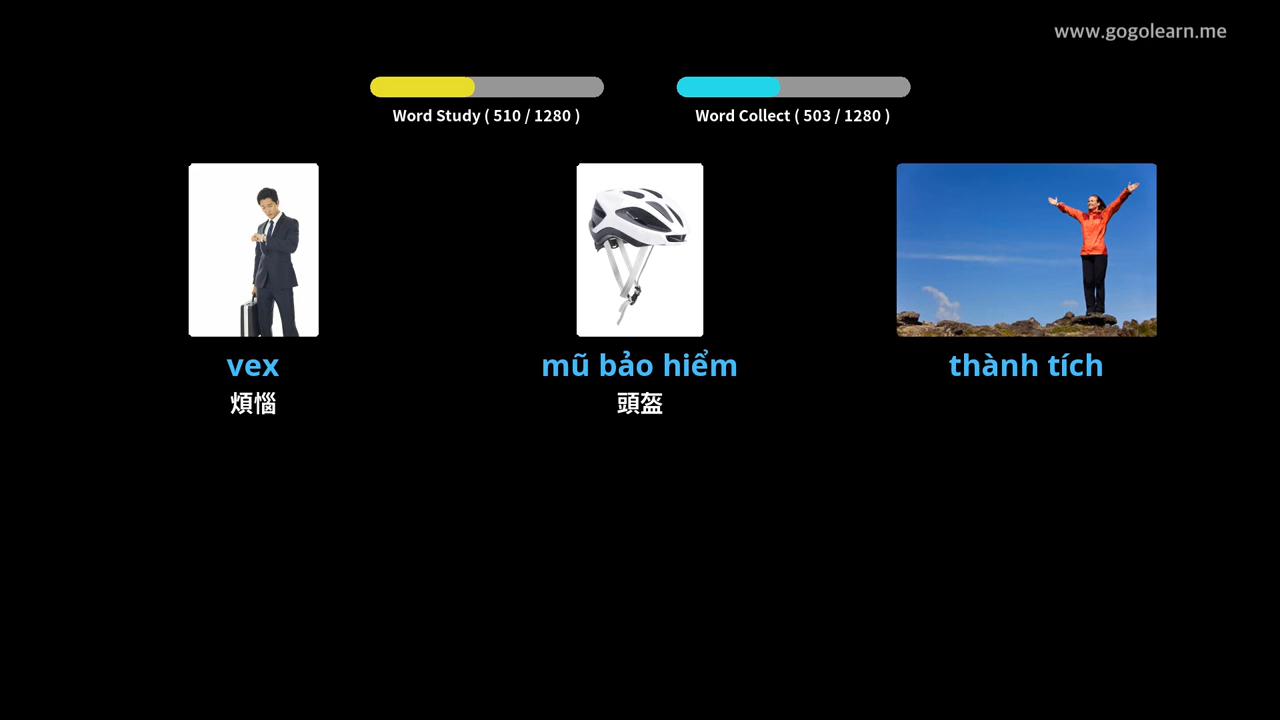 www.gogolearn.me
Word Study ( 510 / 1280 )
Word Collect ( 503 / 1280 )
vex
煩惱
mũ bảo hiểm
頭盔
thành tích